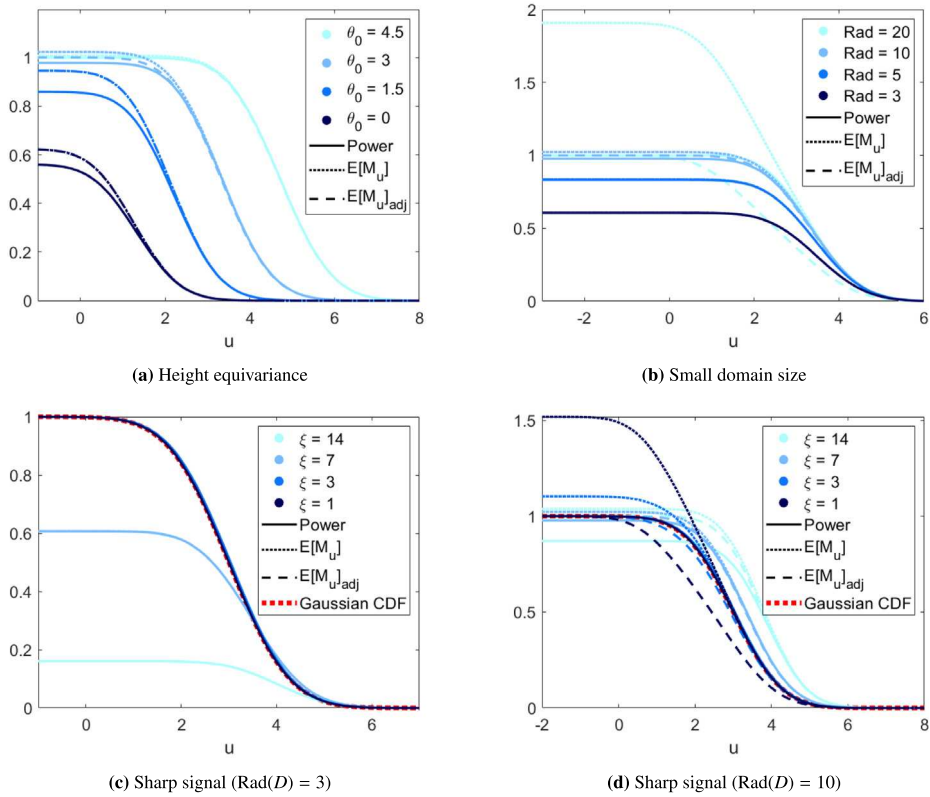 1
0.8
0.6
0.4
0.2
0
0
2
4
6
8
u
θ0 = 4.5
θ0 = 3
θ0 = 1.5
θ0 = 0
Power
E[Mu]
E[Mu]adj
(a) Height equivariance
2
1.5
1
0.5
0
-2
0
2
4
6
u
Rad = 20
Rad = 10
Rad = 5
Rad = 3
Power
E[Mu]
E[Mu]adj
(b) Small domain size
1
0.8
0.6
0.4
0.2
0
0
2
4
6
u
ξ = 14
ξ = 7
ξ = 3
ξ = 1
Power
E[Mu]
E[Mu]adj
Gaussian CDF
(c) Sharp signal (Rad(D) = 3)
1.5
1
0.5
0
-2
0
2
4
6
8
u
ξ = 14
ξ = 7
ξ = 3
ξ = 1
Power
E[Mu]
E[Mu]adj
Gaussian CDF
(d) Sharp signal (Rad(D) = 10)